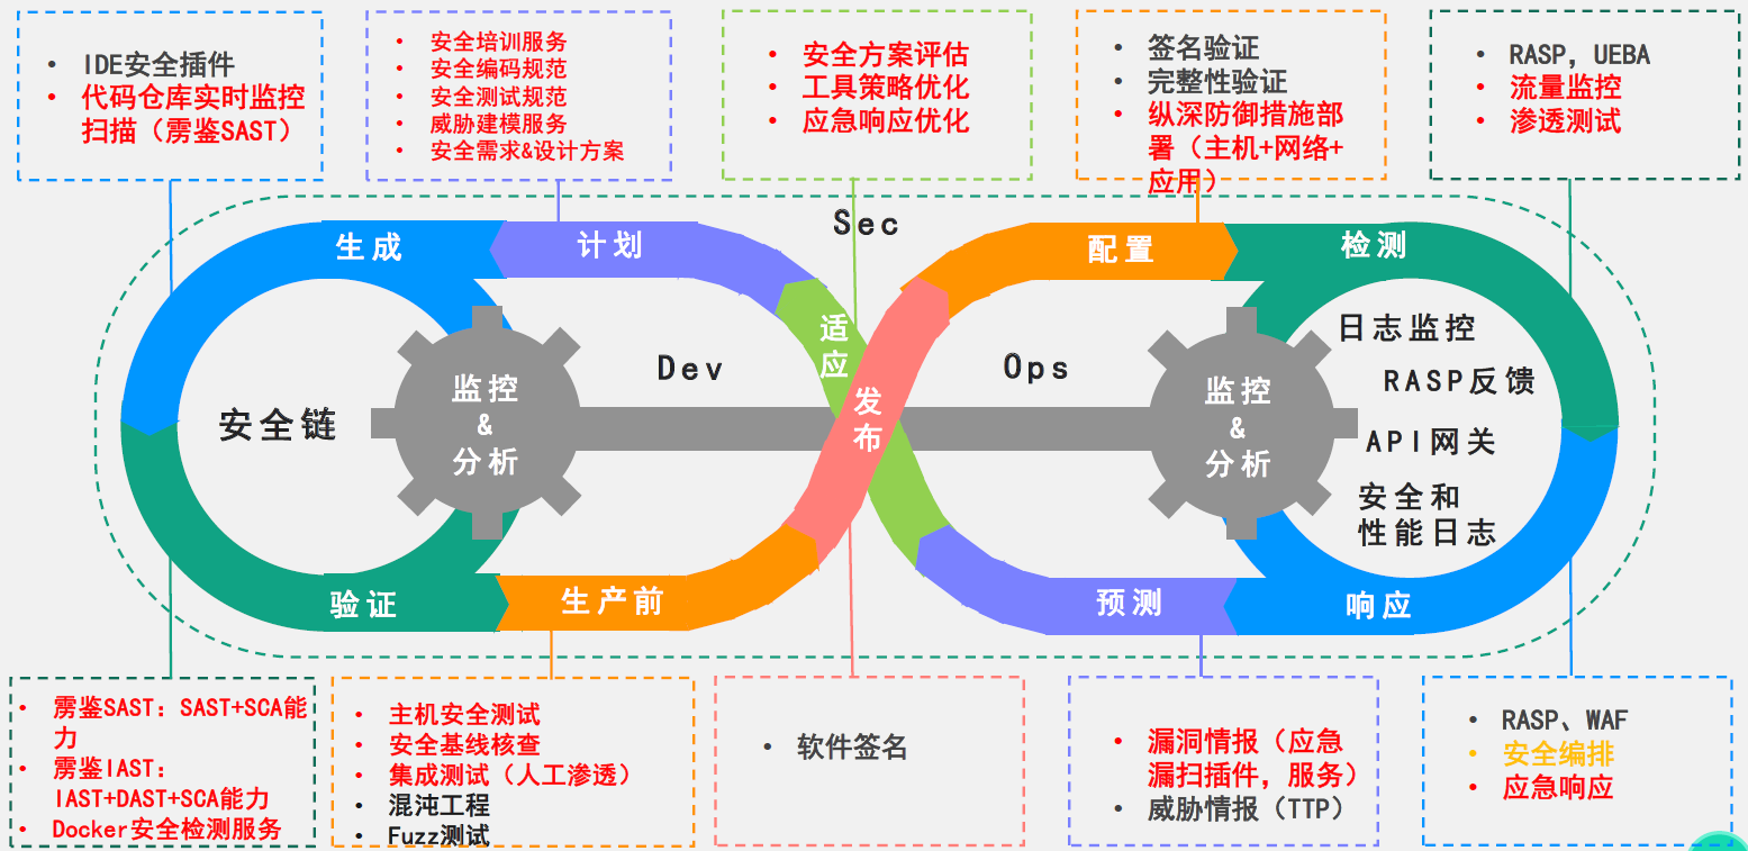 • IDE安全插件
• 代码仓库实时监控
扫描（雳鉴SAST）
• 安全培训服务
• 安全编码规范
• 安全测试规范
• 威胁建模服务
• 安全需求&设计方案
• 安全方案评估
• 工具策略优化
• 应急响应优化
• 签名验证
• 完整性验证
• 纵深防御措施部
署（主机+网络+
应用）
• RASP，UEBA
• 流量监控
• 渗透测试
Sec
生成
计划
配置
检测
适
应
发
布
Dev
Ops
安全链
监控
&
分析
监控
&
分析
日志监控
RASP反馈
API网关
安全和
性能日志
验证
生产前
预测
响应
• 雳鉴SAST：SAST+SCA能
力
• 雳鉴IAST：
IAST+DAST+SCA能力
• Docker安全检测服务
• 主机安全测试
• 安全基线核查
• 集成测试（人工渗透）
• 混沌工程
• Fuzz测试
• 软件签名
• 漏洞情报（应急
漏扫插件，服务）
• 威胁情报（TTP）
• RASP、WAF
• 安全编排
• 应急响应